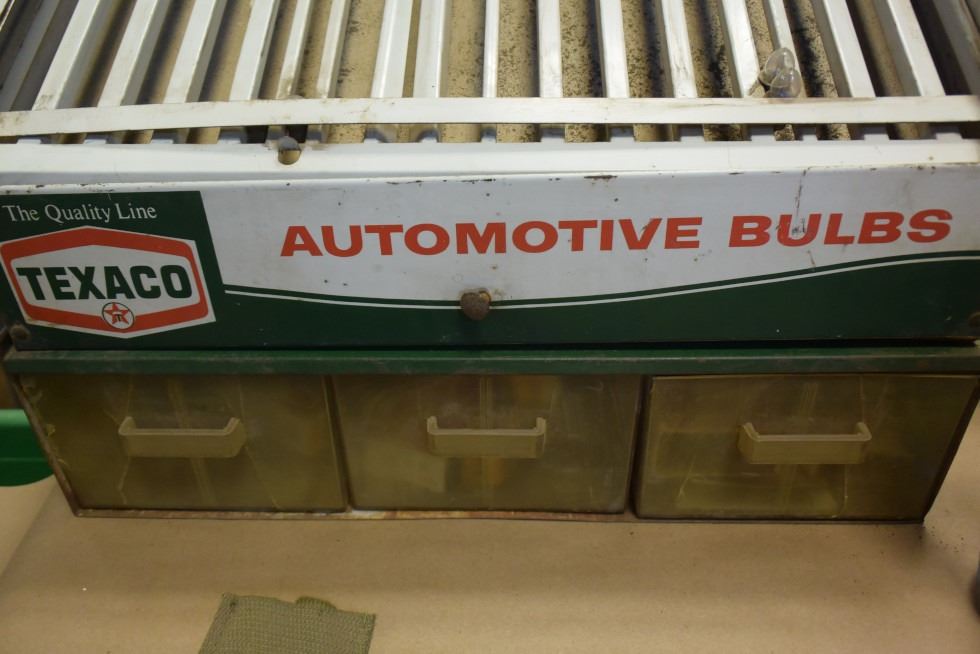 The Quality Line
TEXACO
T
AUTOMOTIVE BULBS